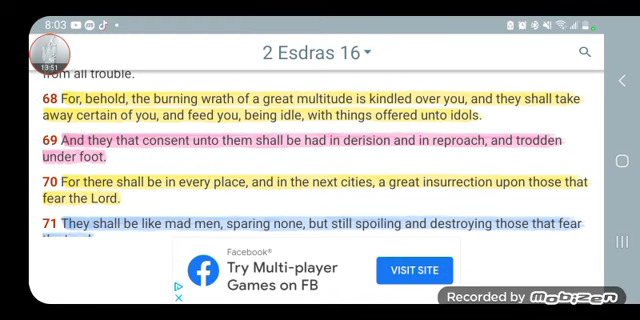 8:03
2 Esdras 16
13:51
from all trouble.
68 For, behold, the burning wrath of a great multitude is kindled over you, and they shall take
away certain of you, and feed you, being idle, with things offered unto idols.
69 And they that consent unto them shall be had in derision and in reproach, and trodden
under foot.
70 For there shall be in every place, and in the next cities, a great insurrection upon those that
fear the Lord.
71 They shall be like mad men, sparing none, but still spoiling and destroying those that fear
Facebook®
Try Multi-player
Games on FB
VISIT SITE
Recorded by Mobizen